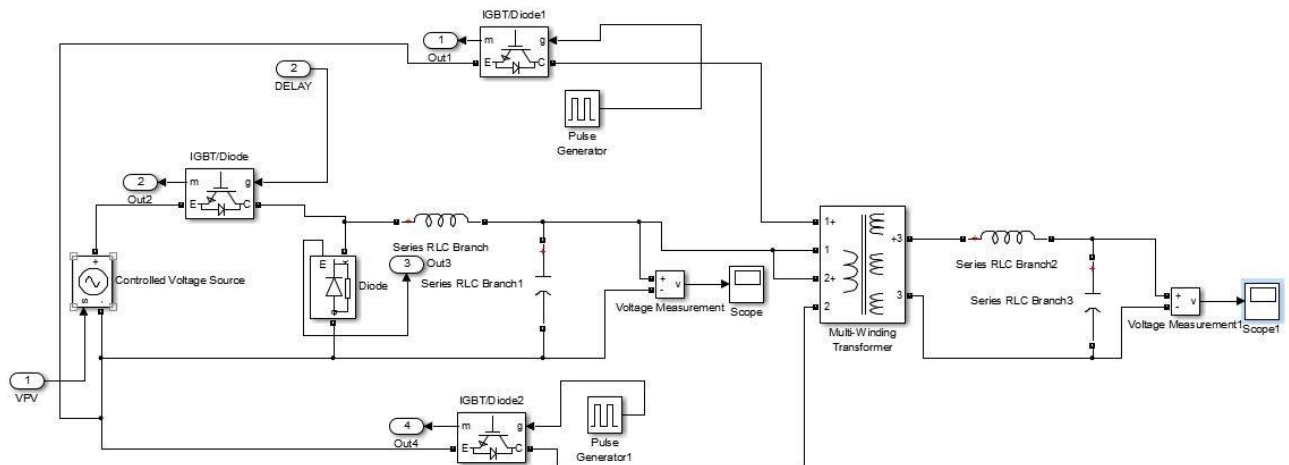 IGBT/Diode1
1
m
g
Out1
E
C
2
DELAY
Pulse
Generator
IGBT/Diode
2
m
g
Out2
E
C
+
Controlled Voltage Source
s
-
1
VPV
m
Diode
Series RLC Branch
3
Out3
Series RLC Branch1
+
-
v
Voltage Measurement
Scope
1+
1
2+
2
+3
3
Multi-Winding
Transformer
Series RLC Branch2
Series RLC Branch3
+
-
v
Voltage Measurement1
Scope1
IGBT/Diode2
4
m
g
Out4
E
C
Pulse
Generator1